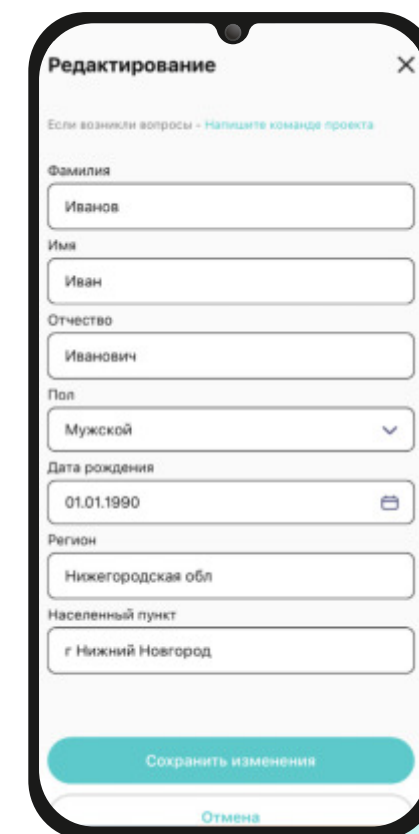 Редактирование
Если возникли вопросы - Напишите команде проекта
Фамилия
Иванов
Имя
Иван
Отчество
Иванович
Пол
Мужской
Дата рождения
01.01.1990
Регион
Нижегородская обл
Населенный пункт
г Нижний Новгород
Сохранить изменения
Отмена